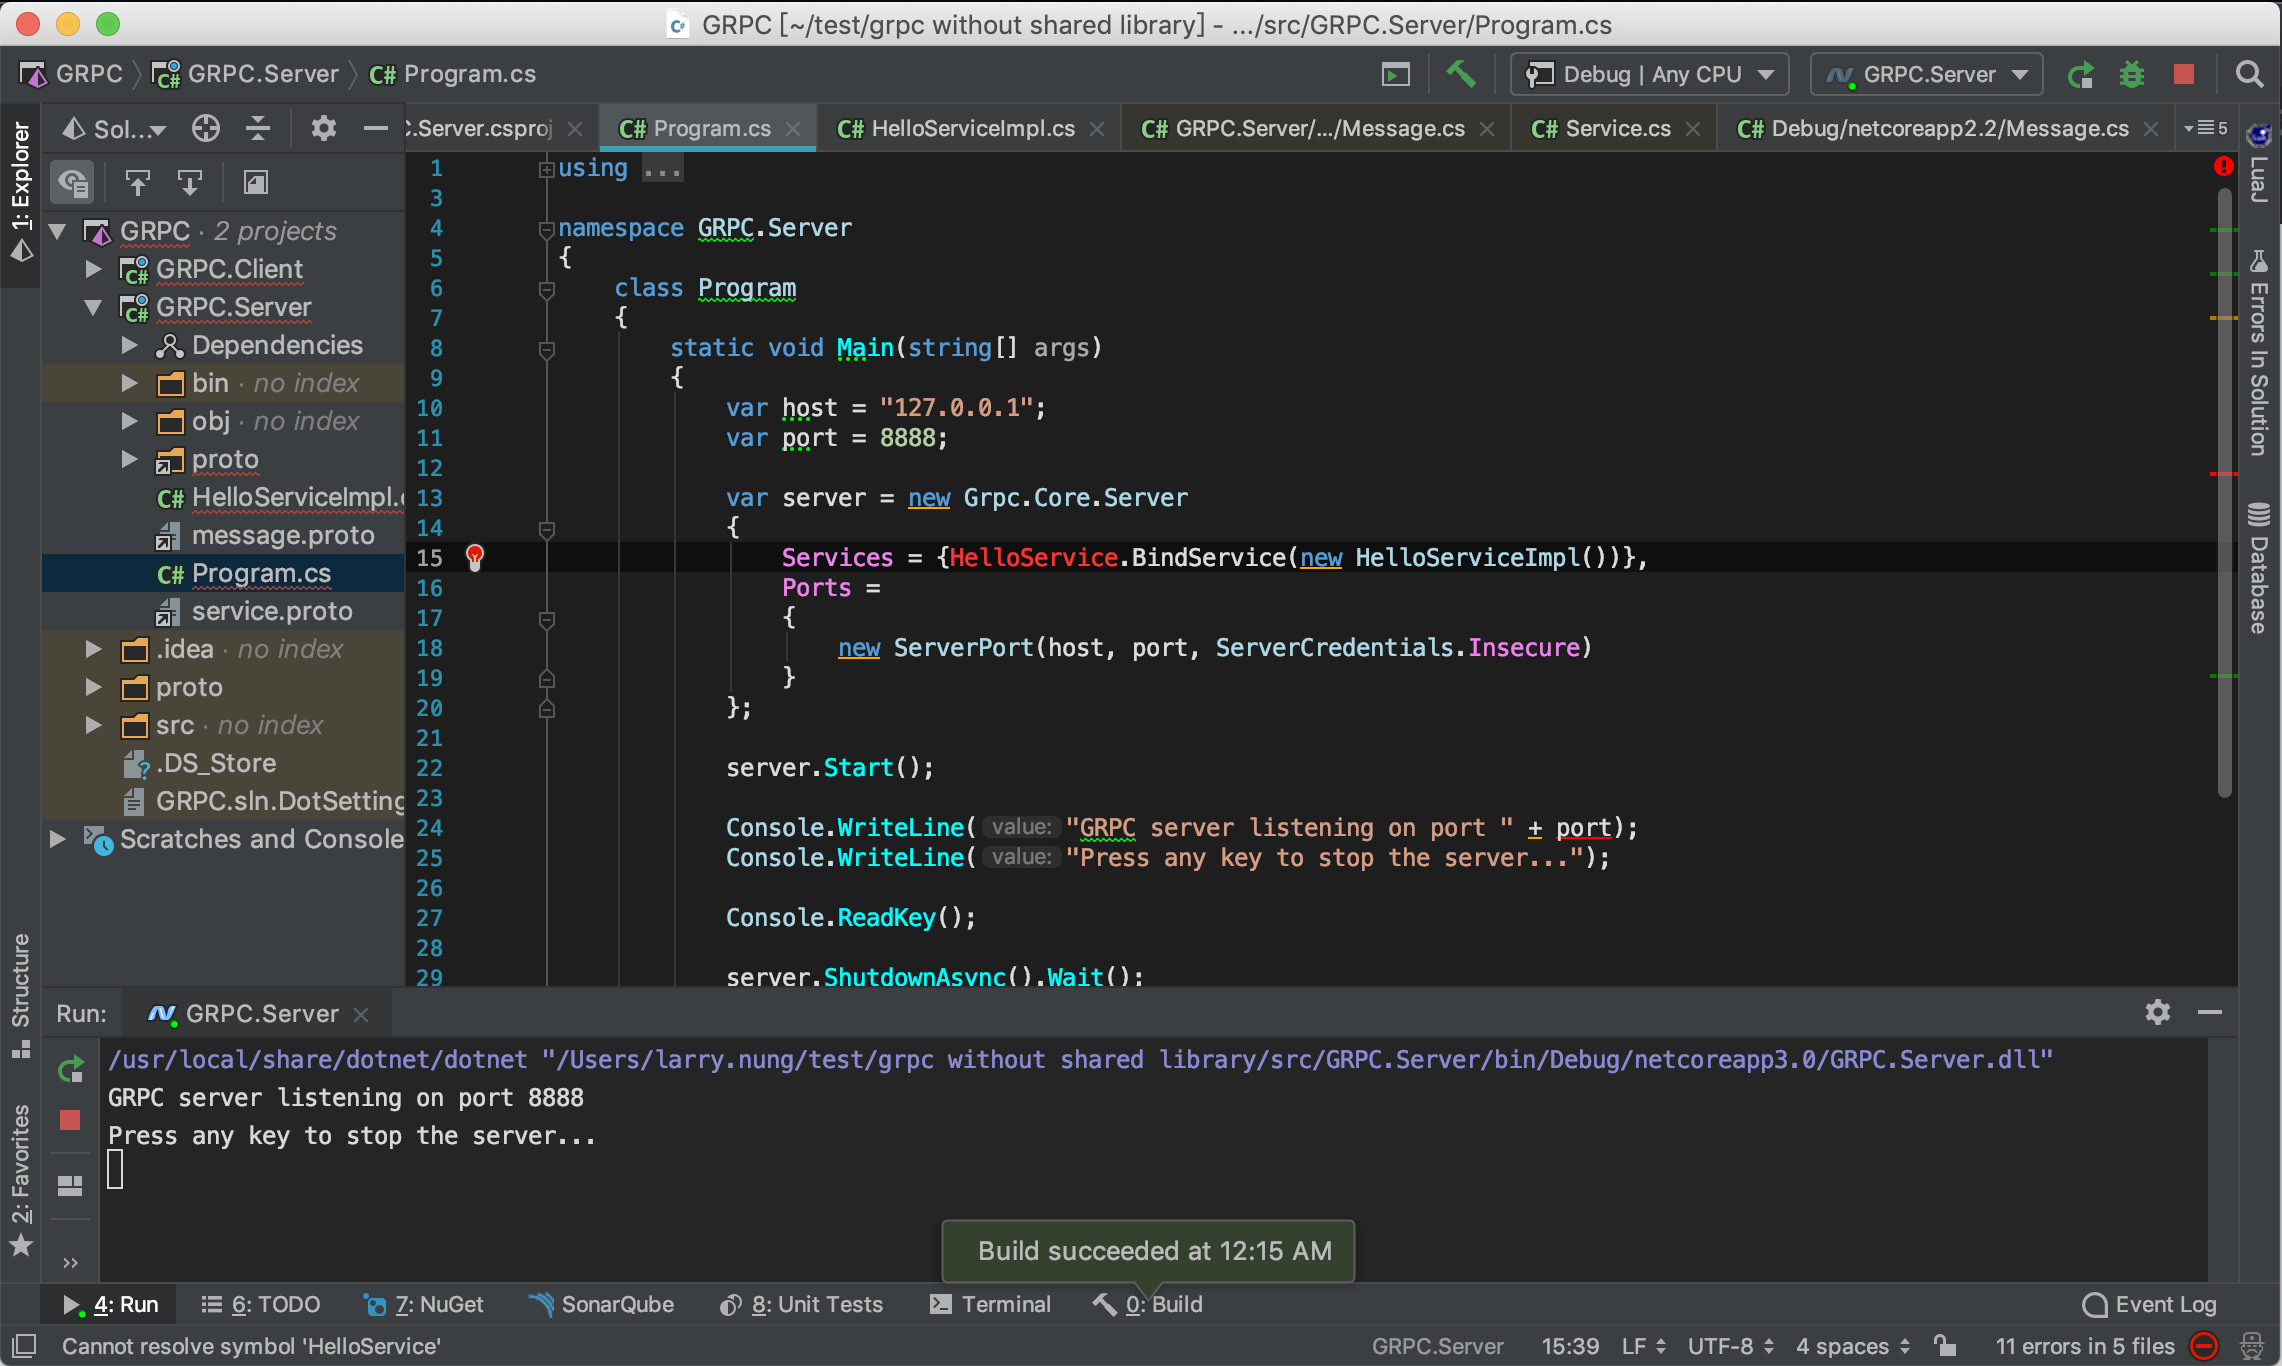 GRPC [~/test/grpc without shared library] - .../src/GRPC.Server/Program.cs
GRPC GRPC.Server C# Program.cs
Debug | Any CPU GRPC.Server
1: Explorer
Sol...
C.Server.csproj C# Program.cs C# HelloServiceImpl.cs C# GRPC.Server/.../Message.cs C# Service.cs C# Debug/netcoreapp2.2/Message.cs 5
GRPC · 2 projects
GRPC.Client
GRPC.Server
Dependencies
bin · no index
obj · no index
proto
C# HelloServiceImpl.c
message.proto
C# Program.cs
service.proto
.idea · no index
proto
src · no index
.DS_Store
GRPC.sln.DotSetting
Scratches and Console
1 using ...
3
4 namespace GRPC.Server
5 {
6 class Program
7 {
8 static void Main(string[] args)
9 {
10 var host = "127.0.0.1";
11 var port = 8888;
12
13 var server = new Grpc.Core.Server
14 {
15 Services = {HelloService.BindService(new HelloServiceImpl())},
16 Ports =
17 {
18 new ServerPort(host, port, ServerCredentials.Insecure)
19 }
20 };
21
22 server.Start();
23
24 Console.WriteLine( value: "GRPC server listening on port " + port);
25 Console.WriteLine( value: "Press any key to stop the server...");
26
27 Console.ReadKey();
28
29 server.ShutdownAsync().Wait();
LuaJ
Errors In Solution
Database
Structure
2: Favorites
Run: GRPC.Server
/usr/local/share/dotnet/dotnet "/Users/larry.nung/test/grpc without shared library/src/GRPC.Server/bin/Debug/netcoreapp3.0/GRPC.Server.dll"
GRPC server listening on port 8888
Press any key to stop the server...
Build succeeded at 12:15 AM
4: Run 6: TODO 7: NuGet SonarQube 8: Unit Tests Terminal 0: Build Event Log
Cannot resolve symbol 'HelloService' GRPC.Server 15:39 LF UTF-8 4 spaces 11 errors in 5 files